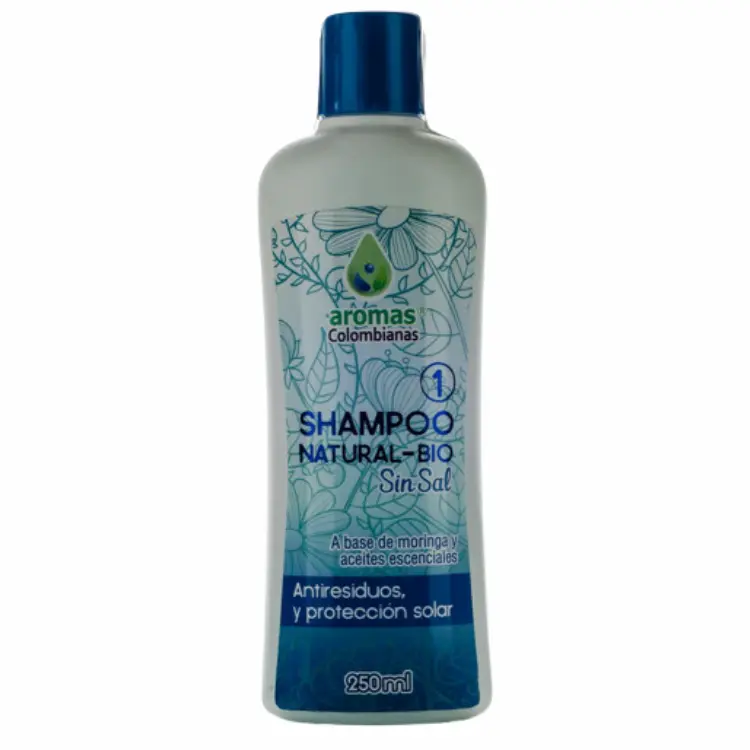 aromas
Colombianas
1
SHAMPOO
NATURAL-BIO
Sin Sal
A base de moringa y
aceites escenciales
Antiresiduos,
y protección solar
250ml